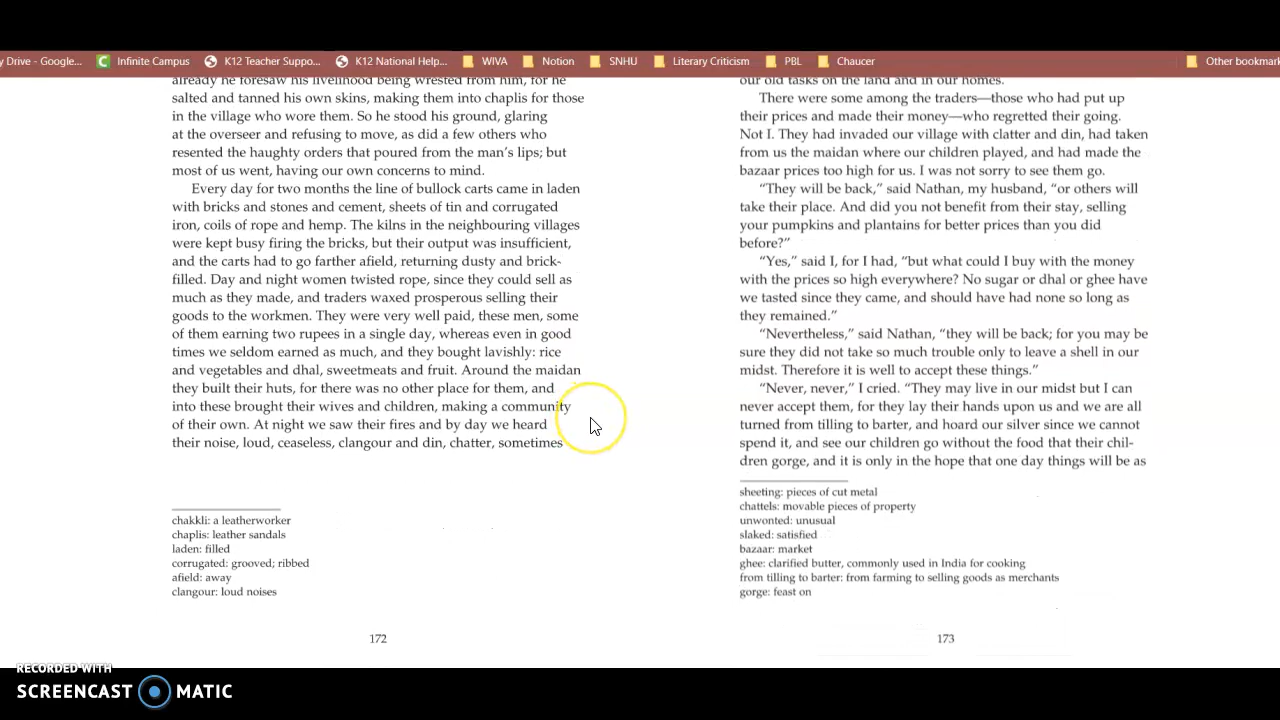 y Drive - Google...
Infinite Campus
K12 Teacher Suppo...
K12 National Help...
WIVA
Notion
SNHU
Literary Criticism
PBL
Chaucer
Other bookmark
already he foresaw his livelihood being wrested from him, for he
salted and tanned his own skins, making them into chaplis for those
in the village who wore them. So he stood his ground, glaring
at the overseer and refusing to move, as did a few others who
resented the haughty orders that poured from the man's lips; but
most of us went, having our own concerns to mind.
Every day for two months the line of bullock carts came in laden
with bricks and stones and cement, sheets of tin and corrugated
iron, coils of rope and hemp. The kilns in the neighbouring villages
were kept busy firing the bricks, but their output was insufficient,
and the carts had to go farther afield, returning dusty and brick-
filled. Day and night women twisted rope, since they could sell as
much as they made, and traders waxed prosperous selling their
goods to the workmen. They were very well paid, these men, some
of them earning two rupees in a single day, whereas even in good
times we seldom earned as much, and they bought lavishly: rice
and vegetables and dhal, sweetmeats and fruit. Around the maidan
they built their huts, for there was no other place for them, and
into these brought their wives and children, making a community
of their own. At night we saw their fires and by day we heard
their noise, loud, ceaseless, clangour and din, chatter, sometimes
chakkli: a leatherworker
chaplis: leather sandals
laden: filled
corrugated: grooved; ribbed
afield: away
clangour: loud noises
172
our old tasks on the land and in our homes.
There were some among the traders—those who had put up
their prices and made their money—who regretted their going.
Not I. They had invaded our village with clatter and din, had taken
from us the maidan where our children played, and had made the
bazaar prices too high for us. I was not sorry to see them go.
"They will be back," said Nathan, my husband, "or others will
take their place. And did you not benefit from their stay, selling
your pumpkins and plantains for better prices than you did
before?"
"Yes," said I, for I had, "but what could I buy with the money
with the prices so high everywhere? No sugar or dhal or ghee have
we tasted since they came, and should have had none so long as
they remained."
"Nevertheless," said Nathan, "they will be back; for you may be
sure they did not take so much trouble only to leave a shell in our
midst. Therefore it is well to accept these things."
"Never, never," I cried. "They may live in our midst but I can
never accept them, for they lay their hands upon us and we are all
turned from tilling to barter, and hoard our silver since we cannot
spend it, and see our children go without the food that their chil-
dren gorge, and it is only in the hope that one day things will be as
sheeting: pieces of cut metal
chattels: movable pieces of property
unwonted: unusual
slaked: satisfied
bazaar: market
ghee: clarified butter, commonly used in India for cooking
from tilling to barter: from farming to selling goods as merchants
gorge: feast on
173
RECORDED WITH
SCREENCAST MATIC